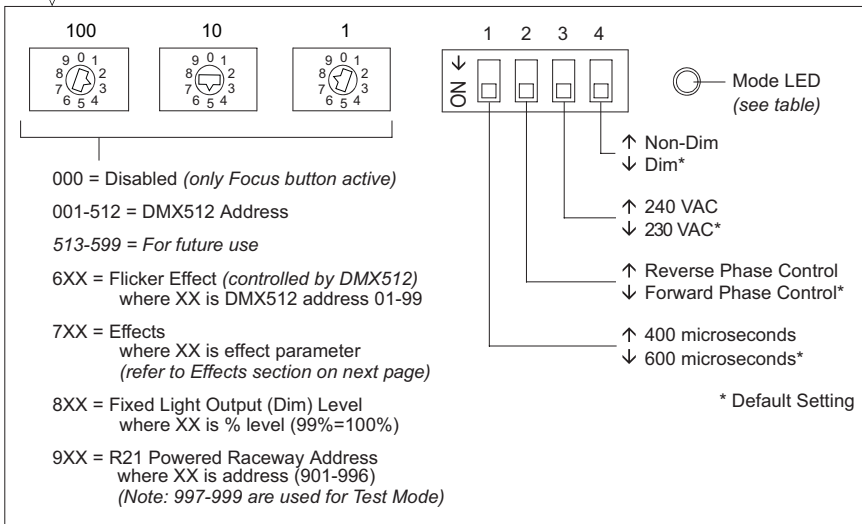 100 10 1
9 0 1
8 2
7 3
6 5 4
9 0 1
8 2
7 3
6 5 4
9 0 1
8 2
7 3
6 5 4
1 2 3 4
ON ↓
Mode LED
(see table)
↑ Non-Dim
↓ Dim*
↑ 240 VAC
↓ 230 VAC*
↑ Reverse Phase Control
↓ Forward Phase Control*
↑ 400 microseconds
↓ 600 microseconds*
* Default Setting
000 = Disabled (only Focus button active)
001-512 = DMX512 Address
513-599 = For future use
6XX = Flicker Effect (controlled by DMX512)
where XX is DMX512 address 01-99
7XX = Effects
where XX is effect parameter
(refer to Effects section on next page)
8XX = Fixed Light Output (Dim) Level
where XX is % level (99%=100%)
9XX = R21 Powered Raceway Address
where XX is address (901-996)
(Note: 997-999 are used for Test Mode)